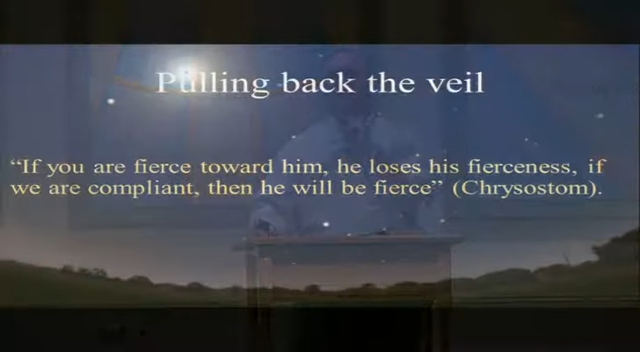 Pulling back the veil
“If you are fierce toward him, he loses his fierceness, if
we are compliant, then he will be fierce” (Chrysostom).